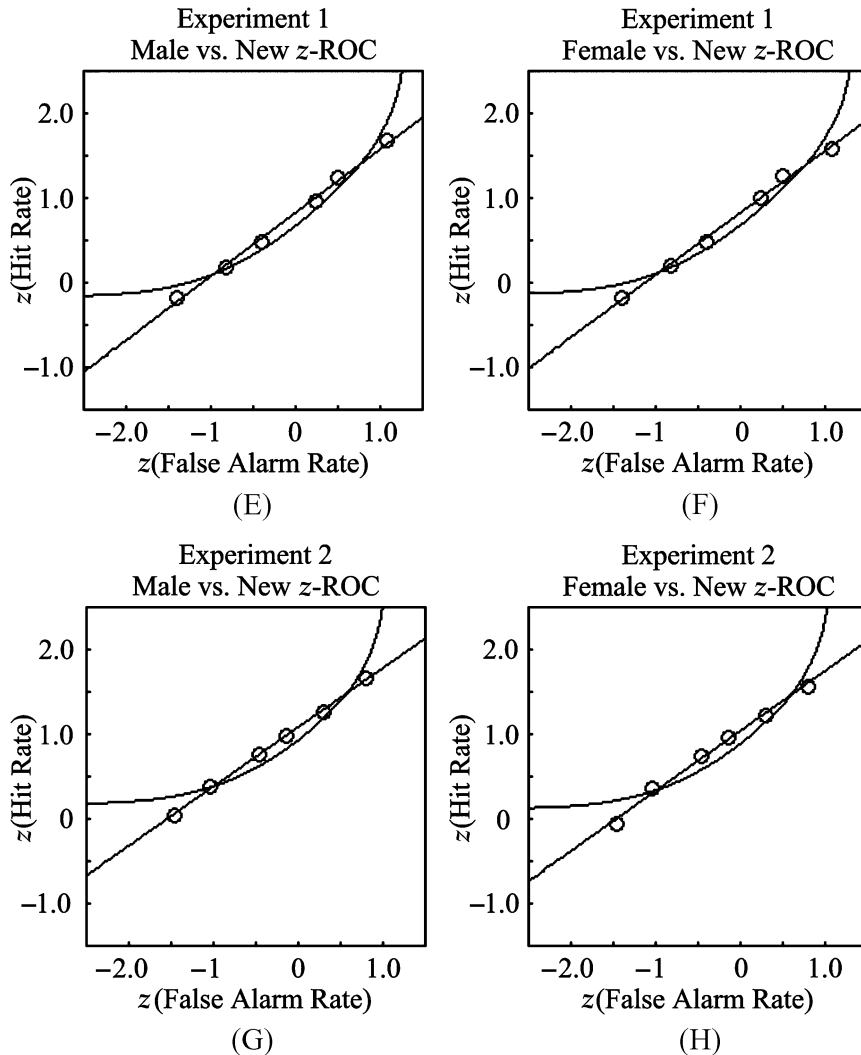 Experiment 1
Male vs. New z-ROC
2.0
1.0
0
−1.0
z(Hit Rate)
−2.0 −1 0 1.0
z(False Alarm Rate)
(E)
Experiment 1
Female vs. New z-ROC
2.0
1.0
0
−1.0
z(Hit Rate)
−2.0 −1 0 1.0
z(False Alarm Rate)
(F)
Experiment 2
Male vs. New z-ROC
2.0
1.0
0
−1.0
z(Hit Rate)
−2.0 −1 0 1.0
z(False Alarm Rate)
(G)
Experiment 2
Female vs. New z-ROC
2.0
1.0
0
−1.0
z(Hit Rate)
−2.0 −1 0 1.0
z(False Alarm Rate)
(H)